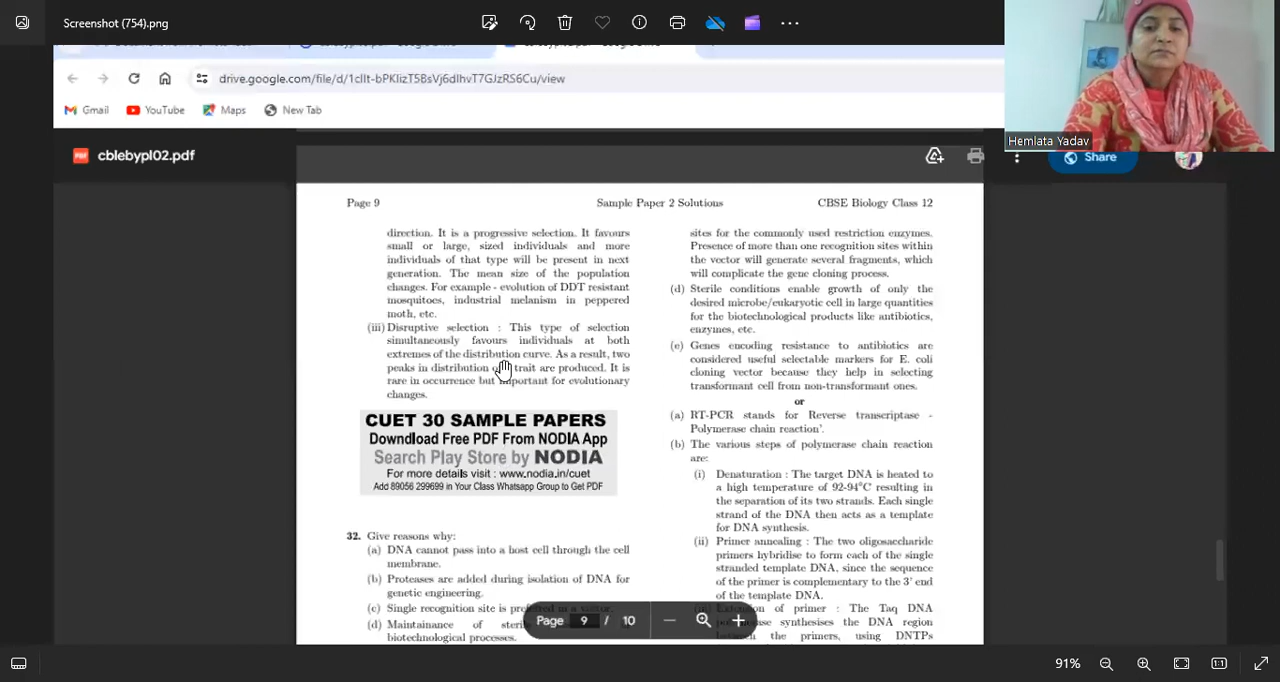 Screenshot (754).png
drive.google.com/file/d/1cllt-bPKlizT5BsVj6dlhvT7GJzRS6Cu/view
Gmail YouTube Maps New Tab
Hemlata Yadav
cblebypl02.pdf
Share
Page 9 Sample Paper 2 Solutions CBSE Biology Class 12
direction. It is a progressive selection. It favours
small or large, sized individuals and more
individuals of that type will be present in next
generation. The mean size of the population
changes. For example - evolution of DDT resistant
mosquitoes, industrial melanism in peppered
moth, etc.
(iii) Disruptive selection : This type of selection
simultaneously favours individuals at both
extremes of the distribution curve. As a result, two
peaks in distribution of trait are produced. It is
rare in occurrence but important for evolutionary
changes.
CUET 30 SAMPLE PAPERS
Downdload Free PDF From NODIA App
Search Play Store by NODIA
For more details visit : www.nodia.in/cuet
Add 89056 299699 in Your Class Whatsapp Group to Get PDF
32. Give reasons why:
(a) DNA cannot pass into a host cell through the cell
membrane.
(b) Proteases are added during isolation of DNA for
genetic engineering.
(c) Single recognition site is preferred in a vector.
(d) Maintainance of
biotechnological processes.
sites for the commonly used restriction enzymes.
Presence of more than one recognition sites within
the vector will generate several fragments, which
will complicate the gene cloning process.
(d) Sterile conditions enable growth of only the
desired microbe/eukaryotic cell in large quantities
for the biotechnological products like antibiotics,
enzymes, etc.
(e) Genes encoding resistance to antibiotics are
considered useful selectable markers for E. coli
cloning vector because they help in selecting
transformant cell from non-transformant ones.
or
(a) RT-PCR stands for Reverse transcriptase -
Polymerase chain reaction'.
(b) The various steps of polymerase chain reaction
are:
(i) Denaturation : The target DNA is heated to
a high temperature of 92-94°C resulting in
the separation of its two strands. Each single
strand of the DNA then acts as a template
for DNA synthesis.
(ii) Primer annealing : The two oligosaccharide
primers hybridise to form each of the single
stranded template DNA, since the sequence
of the primer is complementary to the 3' end
of the template DNA.
Extension of primer : The Taq DNA
synthesises the DNA region
between the primers, using DNTPs
Page 9 / 10
91%